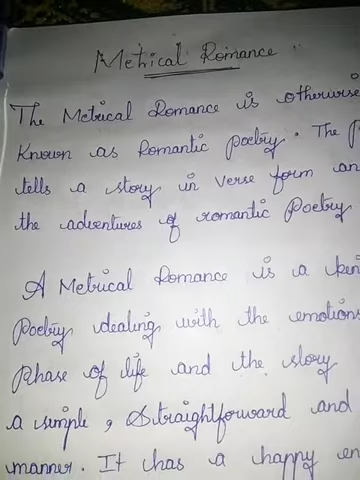 Metrical Romance
The Metrical Romance is otherwise
Known as Romantic poetry. The
tells a story in verse form an
the adventures of romantic Poetry
A Metrical Romance is a
Poetry dealing with the emotions
Phase of life and the story
a simple, Straightforward and
manner. It has a happy en